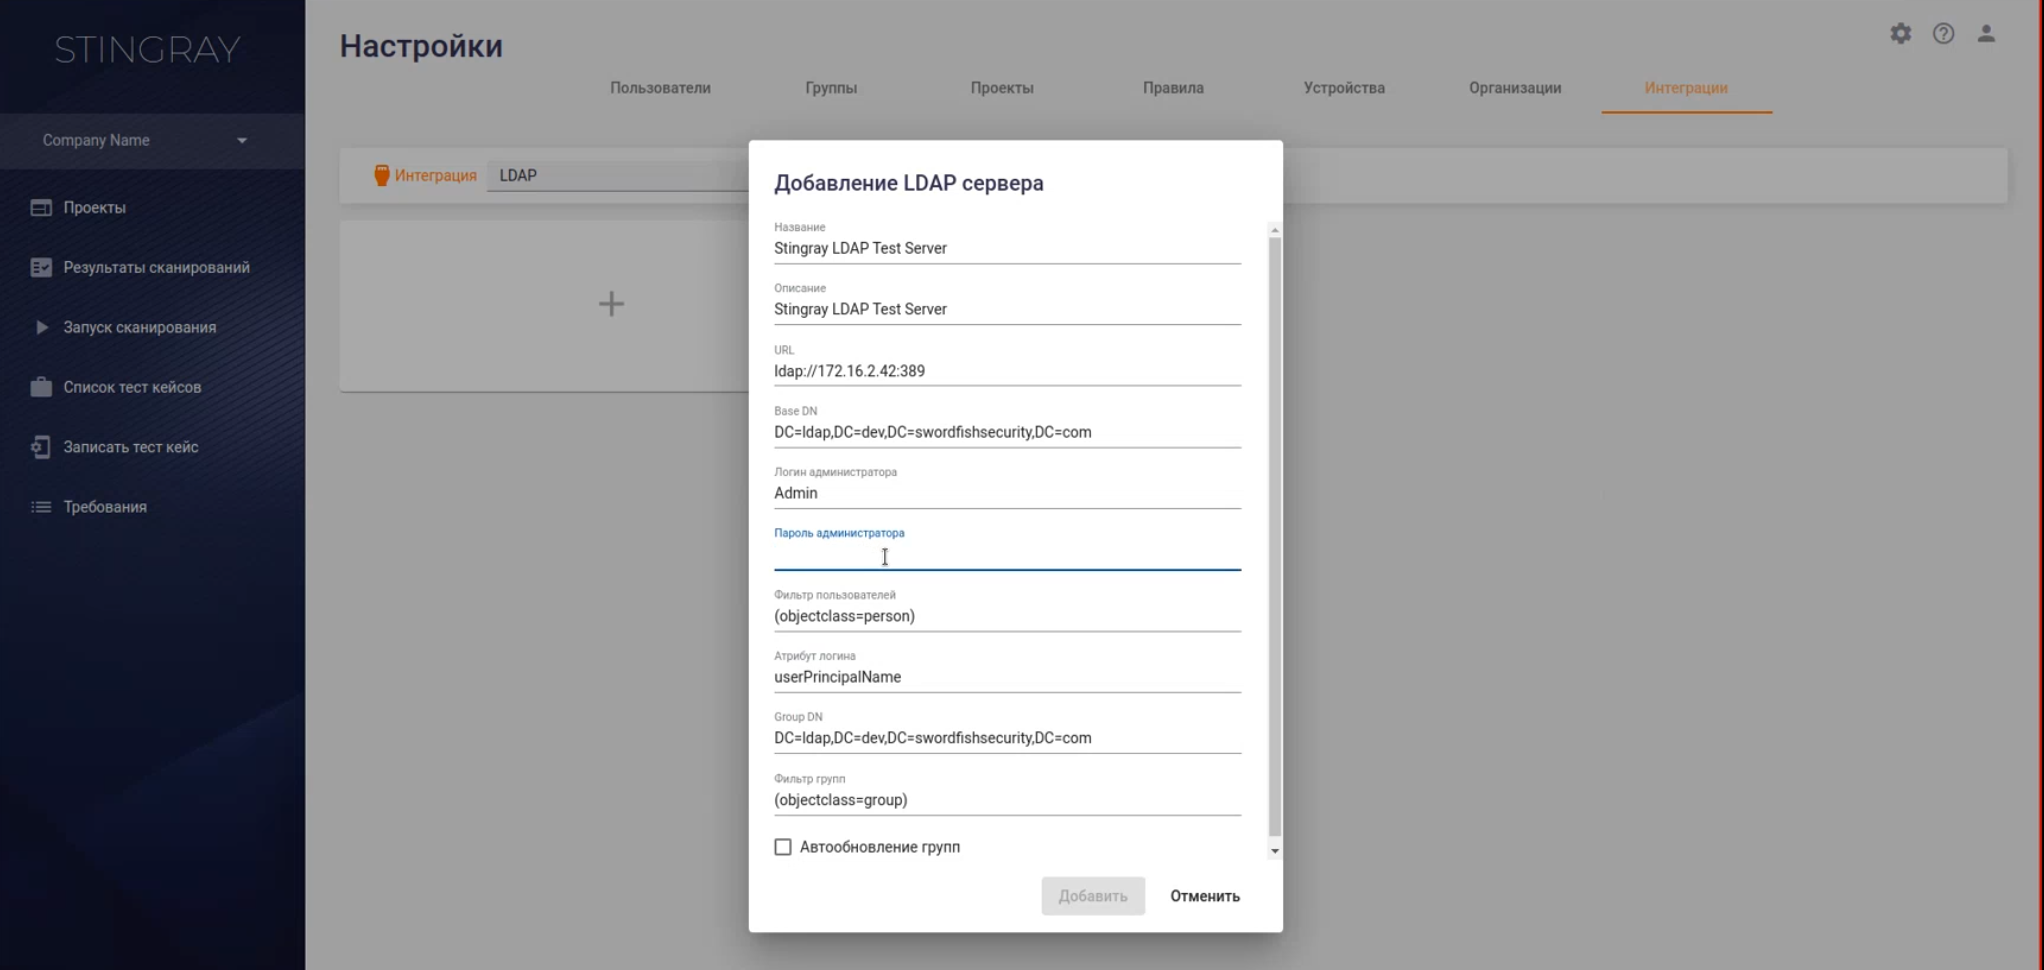 STINGRAY
Настройки
Пользователи
Группы
Проекты
Правила
Устройства
Организации
Интеграции
Company Name
Интеграция
LDAP
Проекты
Результаты сканирований
Запуск сканирования
Список тест кейсов
Записать тест кейс
Требования
Добавление LDAP сервера
Название
Stingray LDAP Test Server
Описание
Stingray LDAP Test Server
URL
ldap://172.16.2.42:389
Base DN
DC=ldap,DC=dev,DC=swordfishsecurity,DC=com
Логин администратора
Admin
Пароль администратора
Фильтр пользователей
(objectclass=person)
Атрибут логина
userPrincipalName
Group DN
DC=ldap,DC=dev,DC=swordfishsecurity,DC=com
Фильтр групп
(objectclass=group)
Автообновление групп
Добавить
Отменить